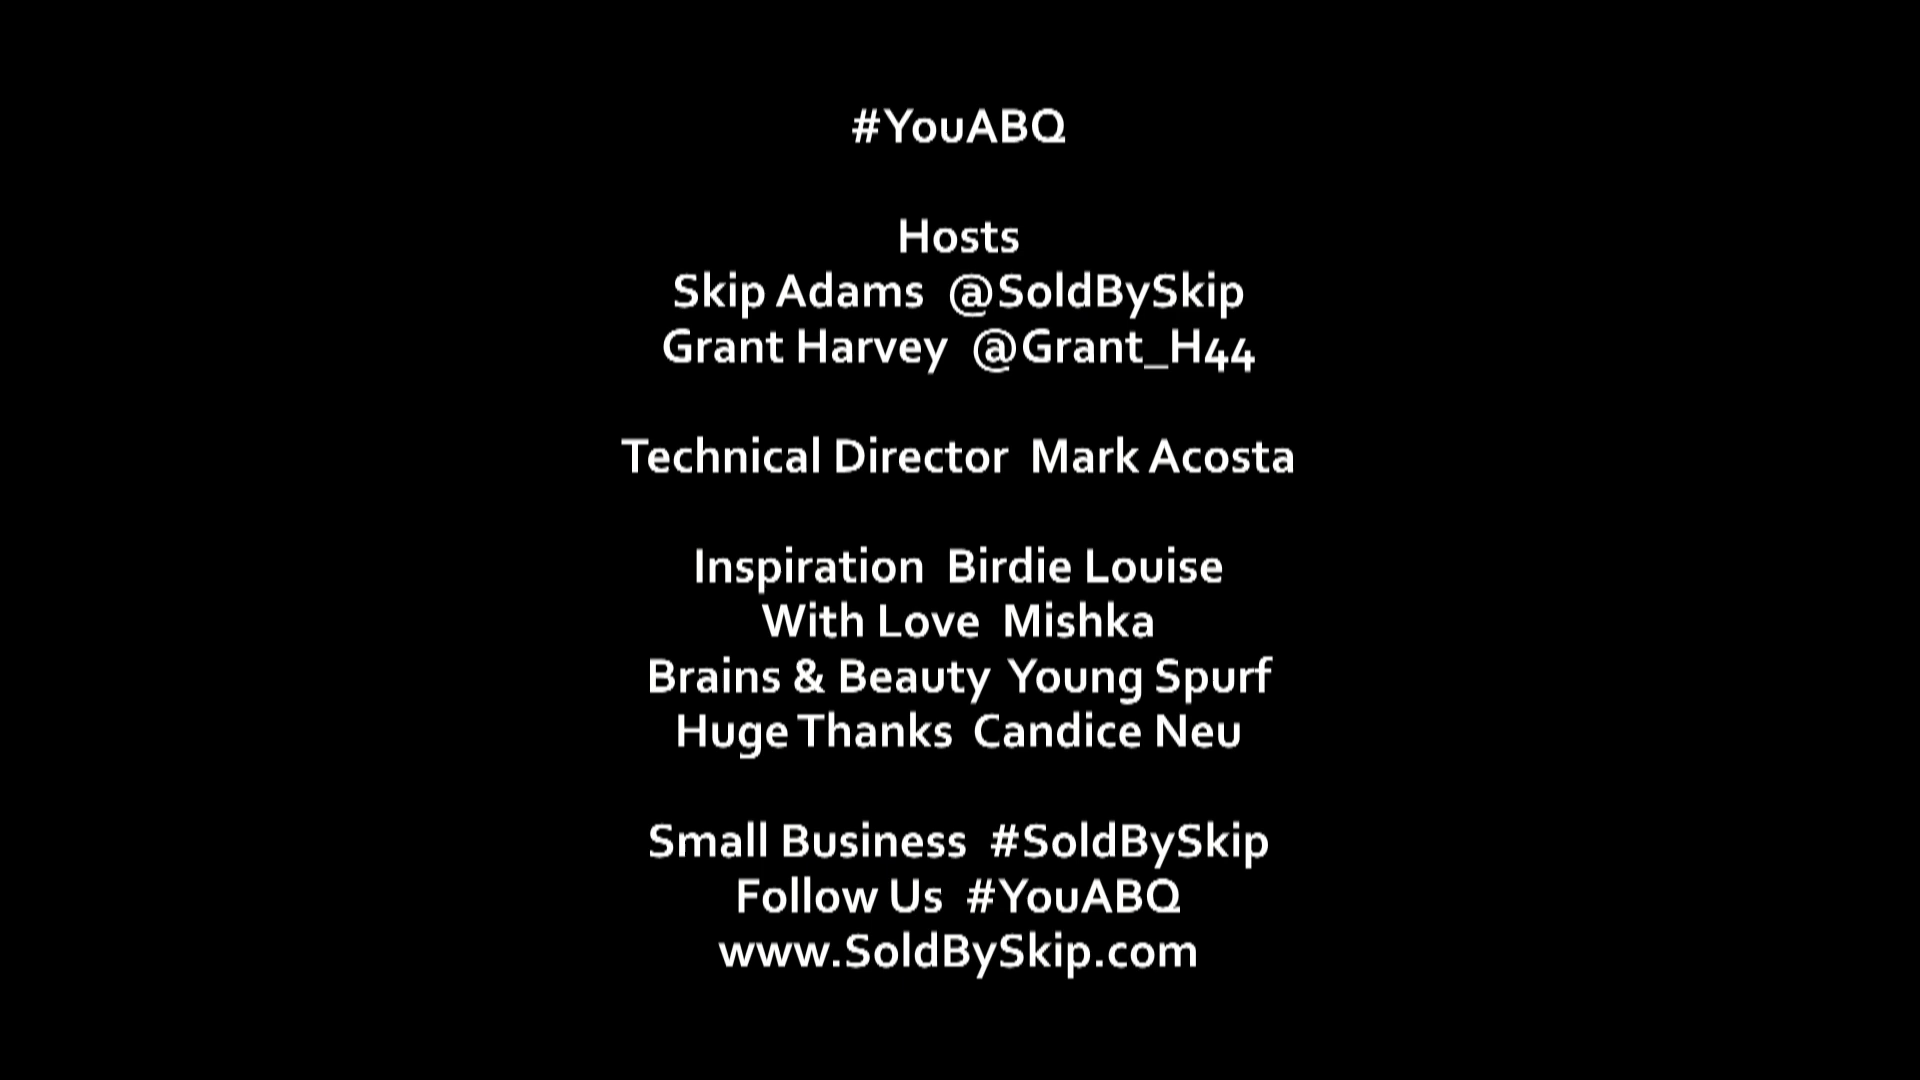 #YouABQ
Hosts
Skip Adams @SoldBySkip
Grant Harvey @Grant_H44
Technical Director Mark Acosta
Inspiration Birdie Louise
With Love Mishka
Brains & Beauty Young Spurf
Huge Thanks Candice Neu
Small Business #SoldBySkip
Follow Us #YouABQ
www.SoldBySkip.com